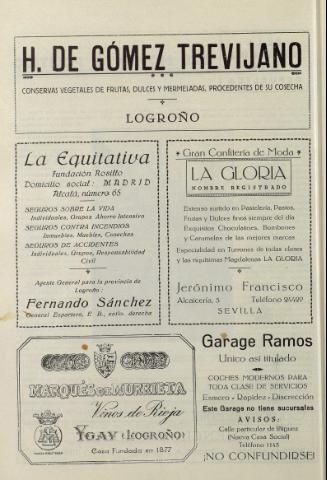 H. DE GÓMEZ TREVIJANO
CONSERVAS VEGETALES DE FRUTAS, DULCES Y MERMELADAS, PROCEDENTES DE SU COSECHA
LOGROÑO
La Equitativa
Fundación Rosillo
Domicilio social: MADRID
Alcalá, número 65
SEGUROS SOBRE LA VIDA
Individuales, Grupos Ahorro Intensivo
SEGUROS CONTRA INCENDIOS
Inmuebles, Muebles, Cosechas
SEGUROS DE ACCIDENTES
Individuales, Grupos, Responsabilidad
Civil
Agente General para la provincia de
Logroño:
Fernando Sánchez
General Espartero, E. D., entlo. derecha
Gran Confitería de Moda
LA GLORIA
NOMBRE REGISTRADO
Extenso surtido en Pastelería, Pastas,
Frutas y Dulces finos siempre del día
Exquisitos Chocolates, Bombones
y Caramelos de las mejores marcas
Especialidad en Turrones de todas clases
y las riquísimas Magdalenas LA GLORIA
Jerónimo Francisco
Alcaicería, 3 Teléfono
SEVILLA
MARQUÉS DE MURRIETA
Vinos de Rioja
YGAY (LOGROÑO)
Casa Fundada en 1877
Garage Ramos
Unico así titulado
COCHES MODERNOS PARA
TODA CLASE DE SERVICIOS
Esmero - Rapidez - Discrección
Este Garage no tiene sucursales
AVISOS:
Calle particular de Iñiguez
(Nueva Casa Social)
Teléfono 1145
¡NO CONFUNDIRSE!